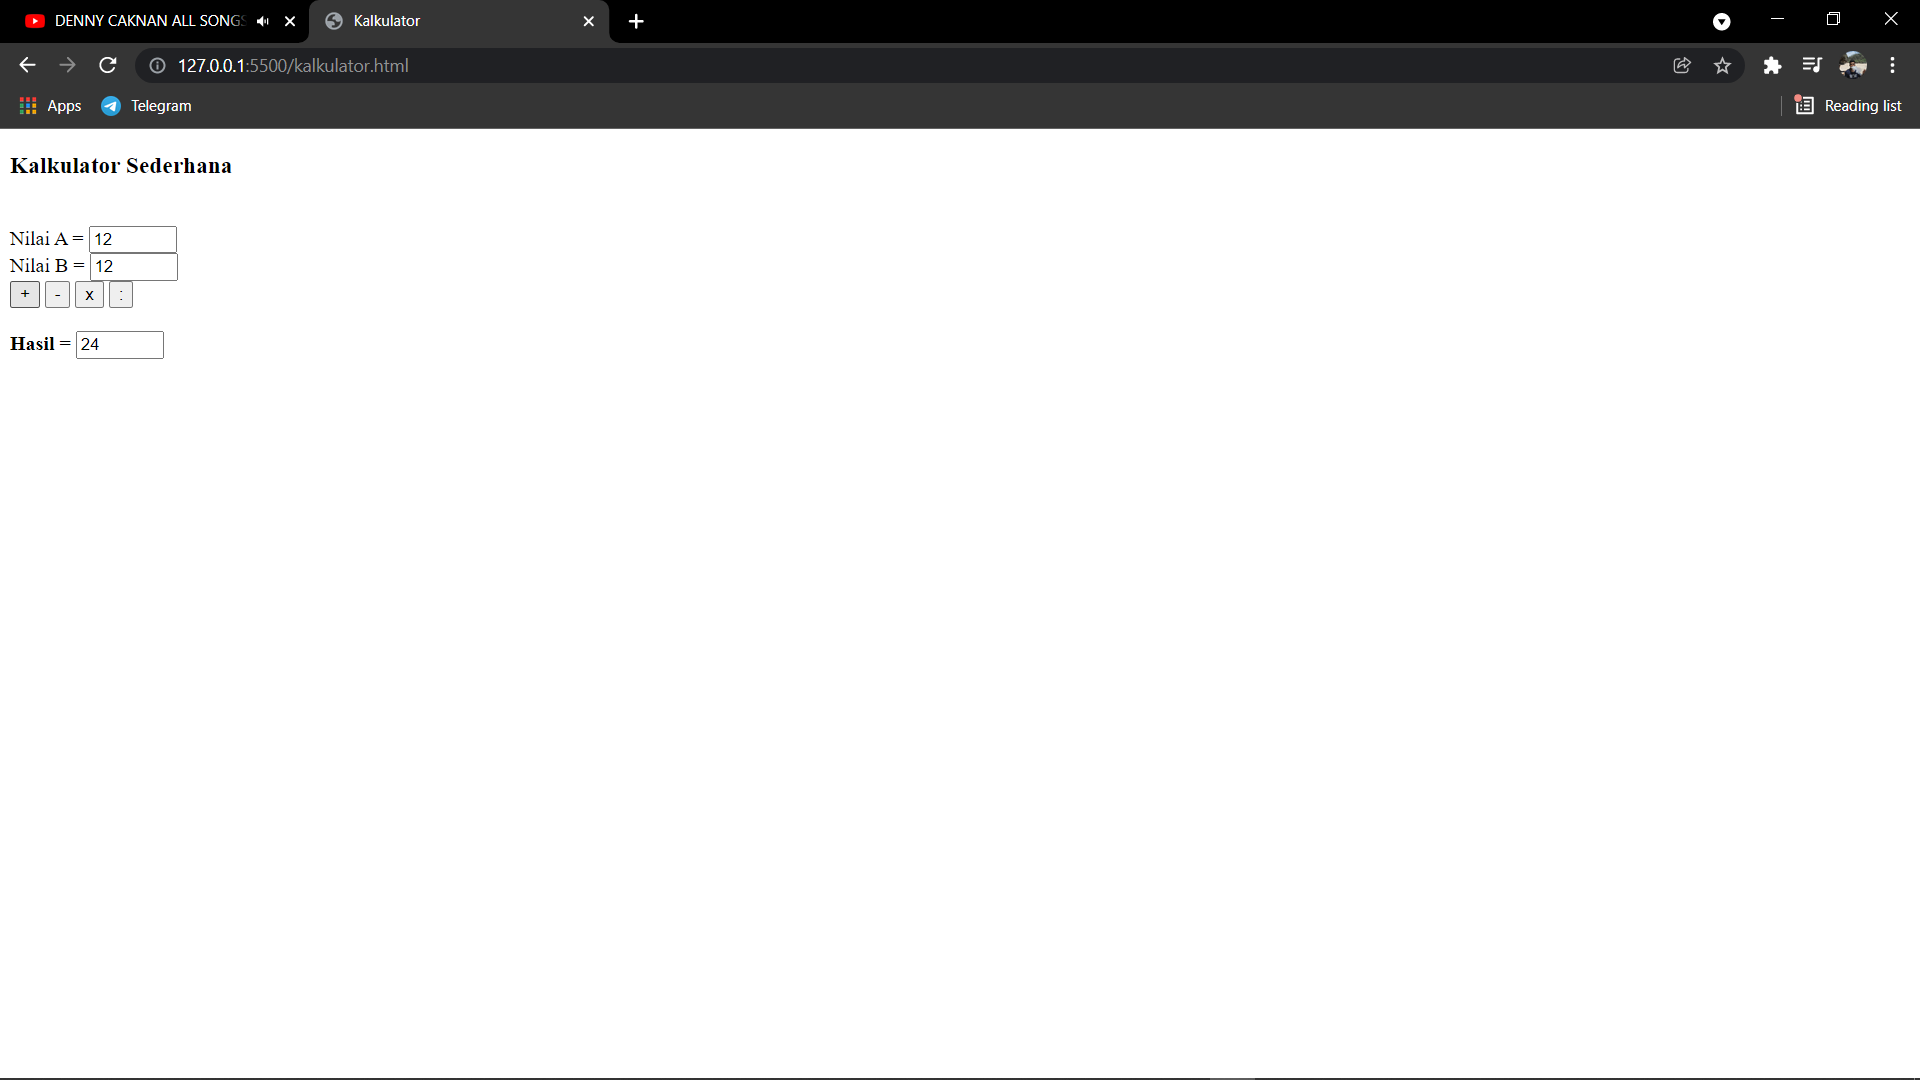 DENNY CAKNAN ALL SONGS
Kalkulator
127.0.0.1:5500/kalkulator.html
Apps
Telegram
Reading list
Kalkulator Sederhana
Nilai A = 12
Nilai B = 12
+ - x :
Hasil = 24